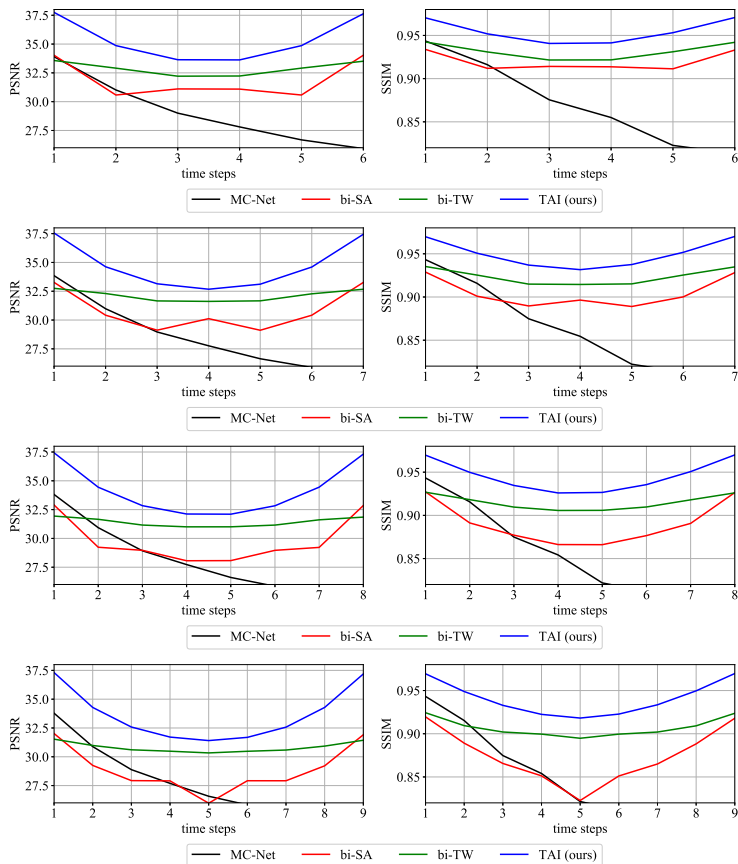 37.5
35.0
32.5
30.0
27.5
PSNR
1 2 3 4 5 6
time steps
0.95
0.90
0.85
SSIM
1 2 3 4 5 6
time steps
MC-Net bi-SA bi-TW TAI (ours)
37.5
35.0
32.5
30.0
27.5
PSNR
1 2 3 4 5 6 7
time steps
0.95
0.90
0.85
SSIM
1 2 3 4 5 6 7
time steps
MC-Net bi-SA bi-TW TAI (ours)
37.5
35.0
32.5
30.0
27.5
PSNR
1 2 3 4 5 6 7 8
time steps
0.95
0.90
0.85
SSIM
1 2 3 4 5 6 7 8
time steps
MC-Net bi-SA bi-TW TAI (ours)
37.5
35.0
32.5
30.0
27.5
PSNR
1 2 3 4 5 6 7 8 9
time steps
0.95
0.90
0.85
SSIM
1 2 3 4 5 6 7 8 9
time steps
MC-Net bi-SA bi-TW TAI (ours)